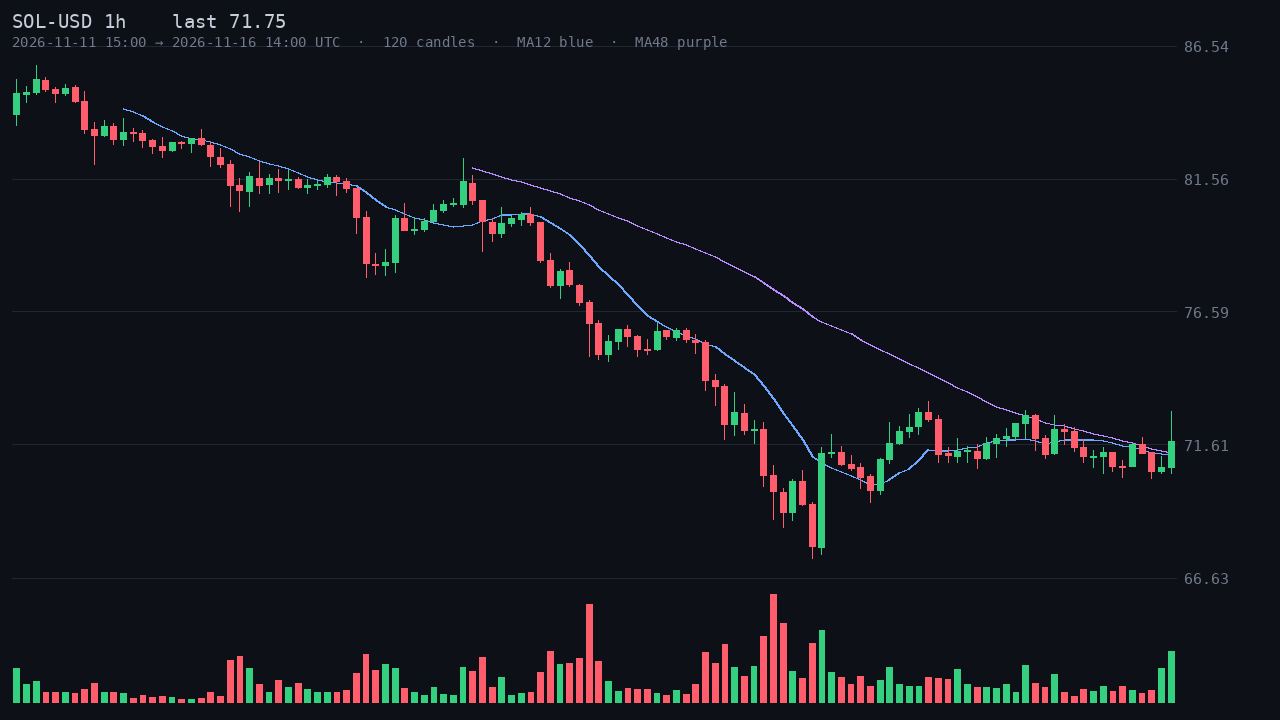 SOL-USD 1h    last 71.75
2026-11-11 15:00 → 2026-11-16 14:00 UTC  ·  120 candles  ·  MA12 blue  ·  MA48 purple
86.54
81.56
76.59
71.61
66.63